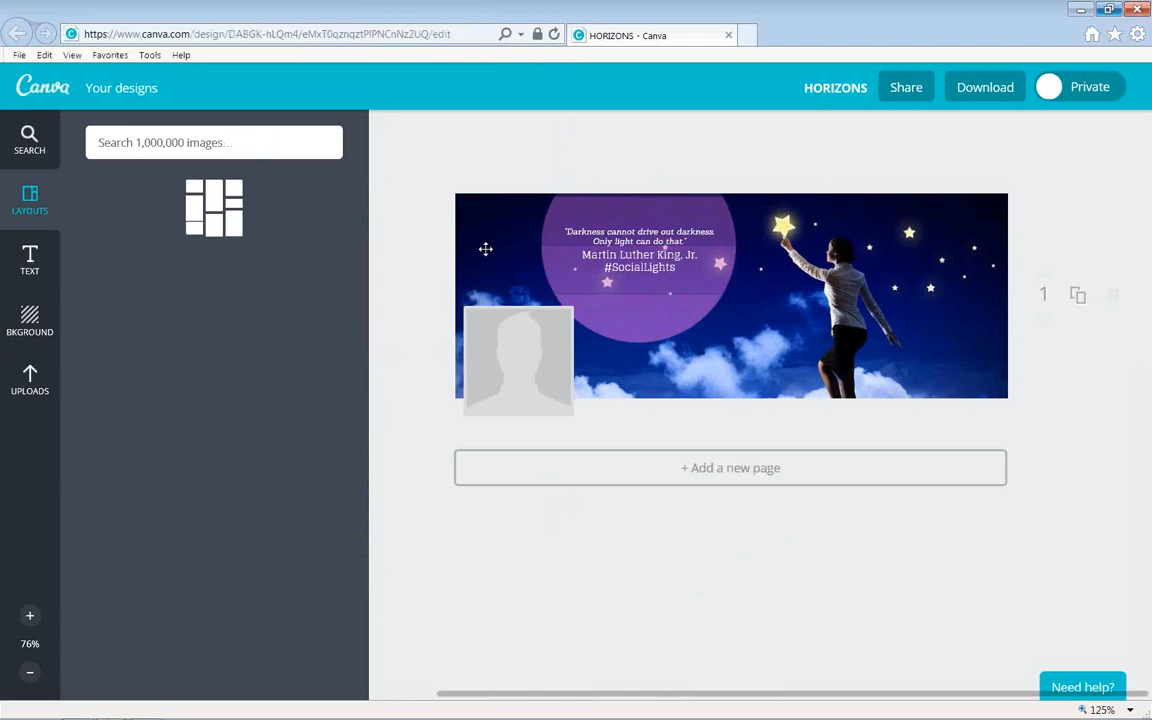 https://www.canva.com/design/DABGK-hLQm4/eMxT0qznqztPlPNCnNz2UQ/edit
HORIZONS - Canva
File Edit View Favorites Tools Help
Canva
Your designs
HORIZONS
Share
Download
Private
SEARCH
Search 1,000,000 images...
LAYOUTS
TEXT
BKGROUND
UPLOADS
"Darkness cannot drive out darkness.
Only light can do that."
Martin Luther King, Jr.
#SocialLights
1
+ Add a new page
+
76%
-
Need help?
125%